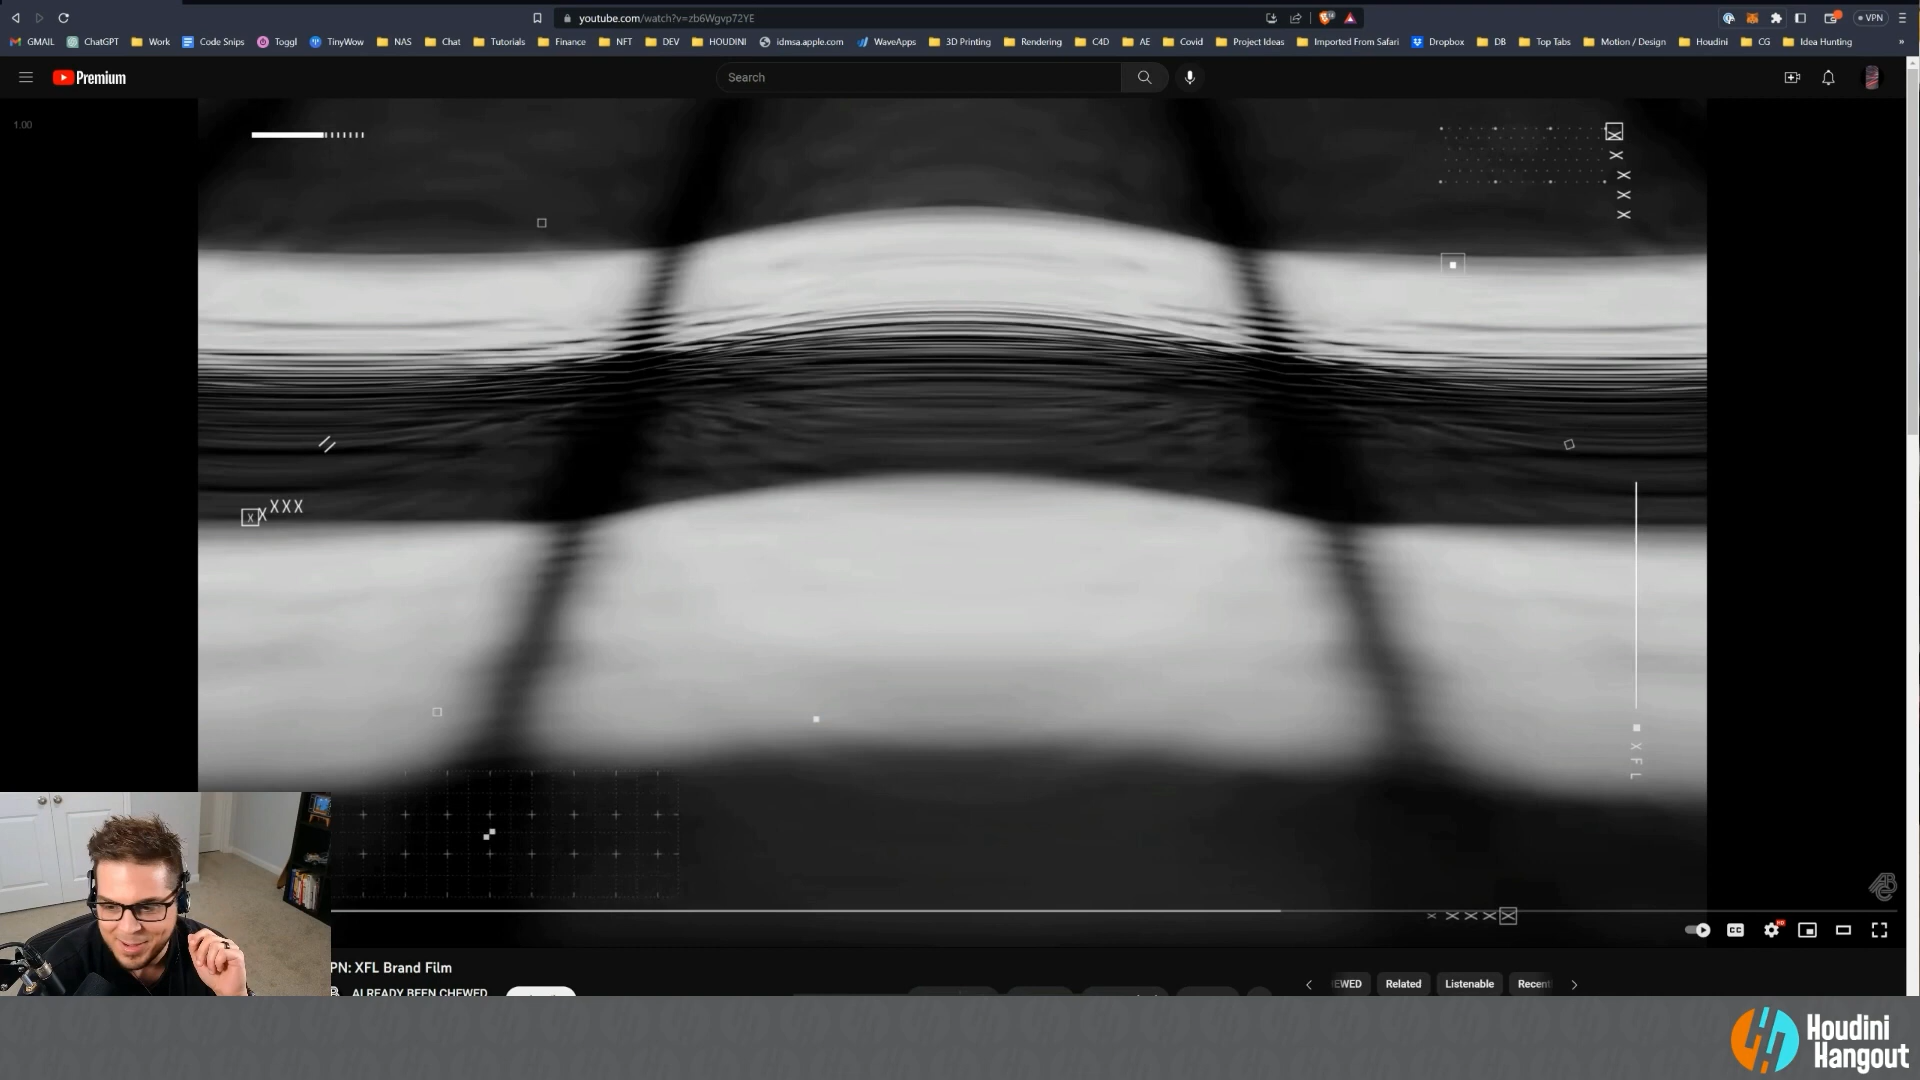 youtube.com/watch?v=zb6Wgvp72YE
VPN
GMAIL ChatGPT Work Code Snips Toggl TinyWow NAS Chat Tutorials Finance NFT DEV HOUDINI idmsa.apple.com WaveApps 3D Printing Rendering C4D AE Covid Project Ideas Imported From Safari Dropbox DB Top Tabs Motion / Design Houdini CG Idea Hunting »
Premium
Search
1.00
X
X
X
X
X
X X X X X
X F L
X X X X X
CC
HD
PN: XFL Brand Film
ALREADY BEEN CHEWED
EWED Related Listenable Recent
Houdini
Hangout